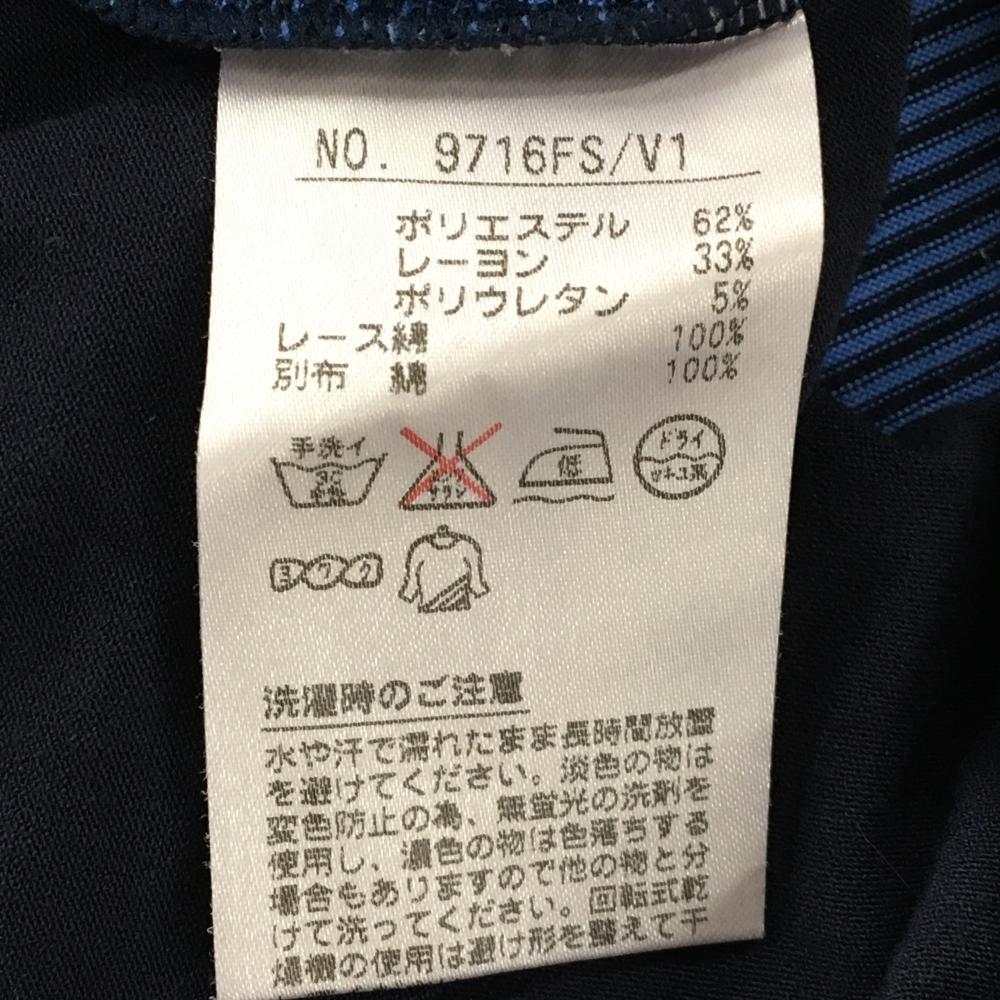 NO. 9716FS/V1
ポリエステル 62%
レーヨン 33%
ポリウレタン 5%
レース綿 100%
別布 綿 100%
手洗イ
サラシ
低
ドライ
ヨワク
洗濯時のご注意
水や汗で濡れたまま長時間放置
を避けてください。淡色の物は
変色防止の為、無蛍光の洗剤を
使用し、濃色の物は色落ちする
場合もありますので他の物と分
けて洗ってください。回転式乾
燥機の使用は避け形を整えて干